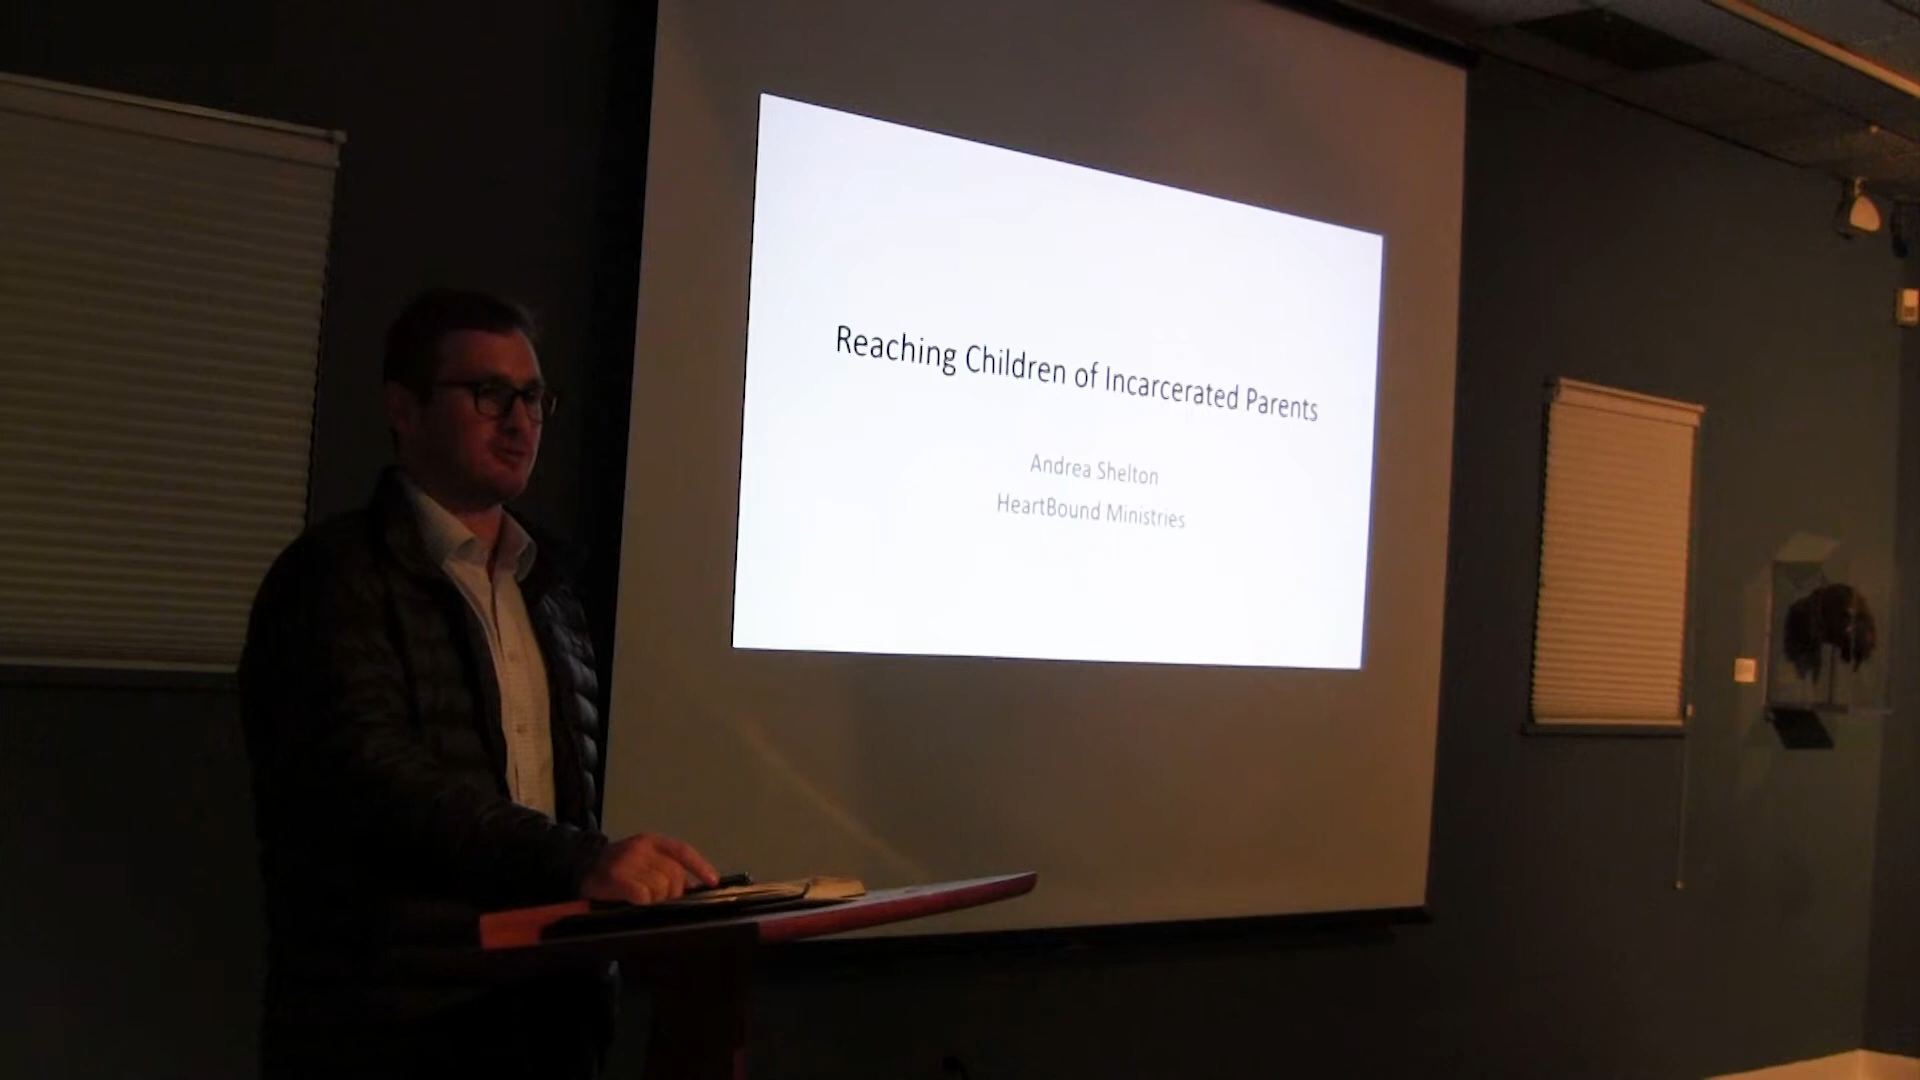 Reaching Children of Incarcerated Parents
Andrea Shelton
HeartBound Ministries